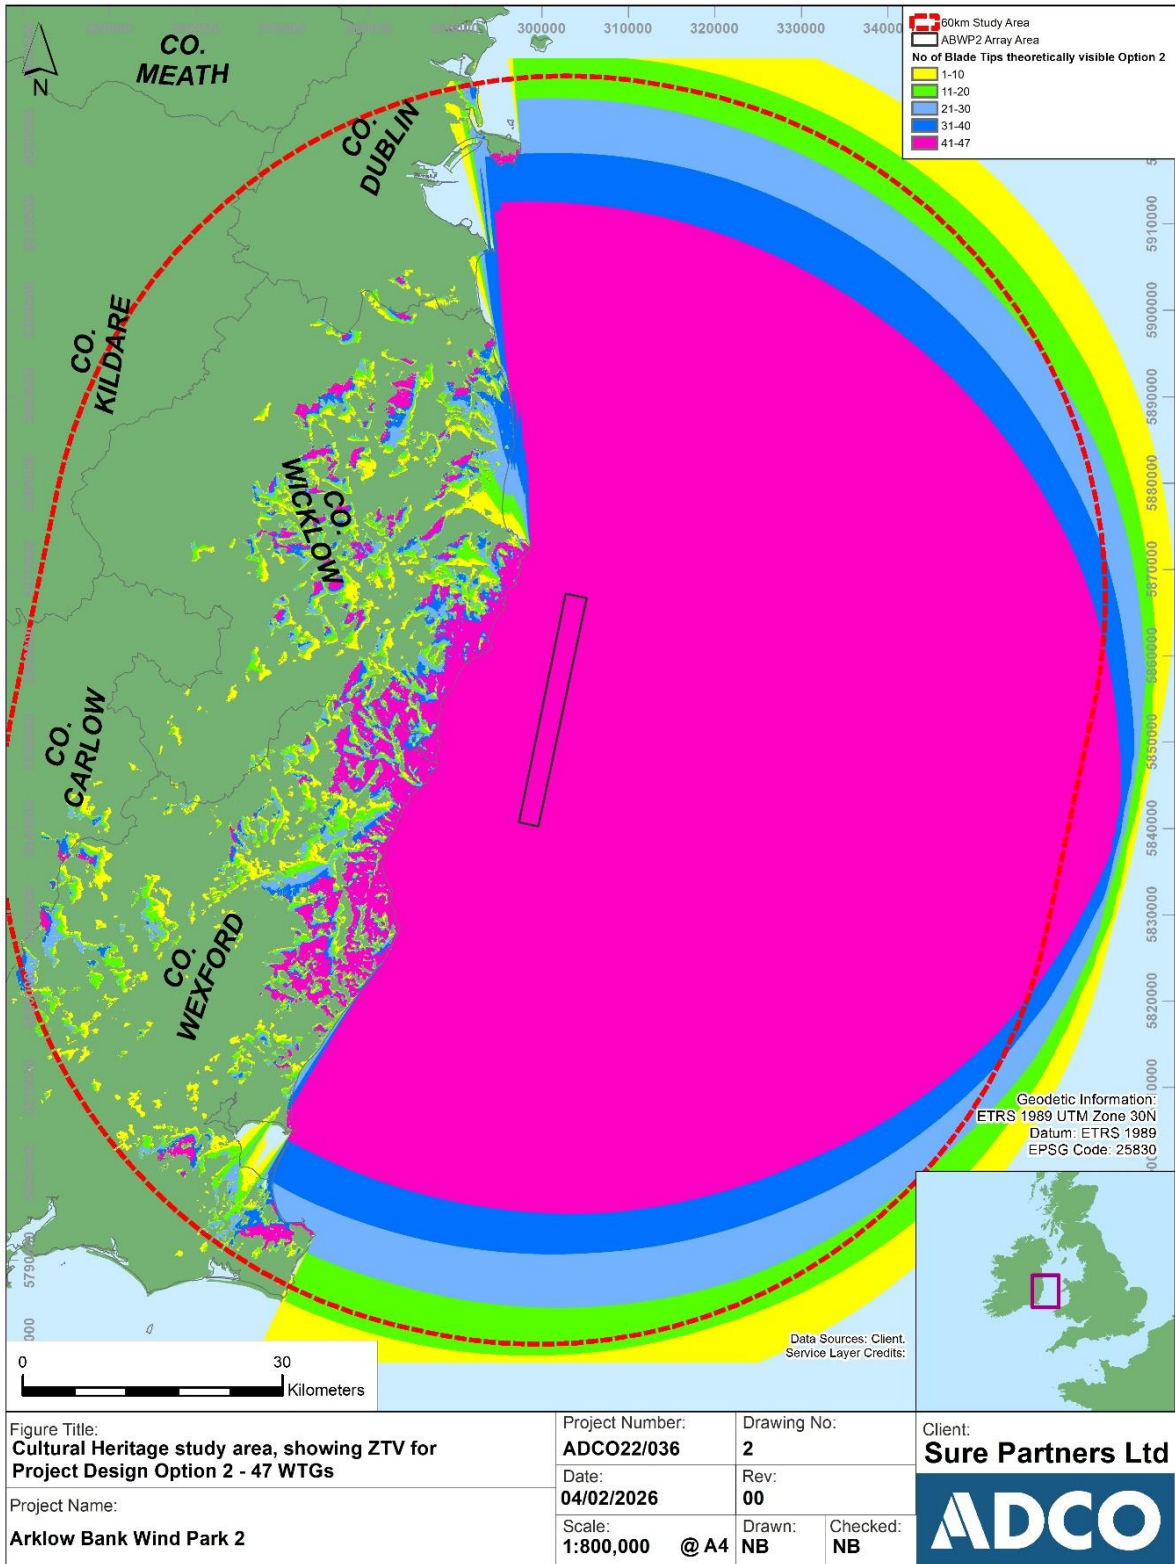 300000
310000
320000
330000
60km Study Area
ABWP2 Array Area
No of Blade Tips theoretically visible Option 2
1-10
11-20
21-30
31-40
41-47
N
CO.
MEATH
CO.
DUBLIN
CO.
KILDARE
CO.
WICKLOW
CO.
CARLOW
CO.
WEXFORD
5910000
5900000
5890000
5880000
5870000
5860000
5850000
5840000
5830000
5820000
5790000
Geodetic Information:
ETRS 1989 UTM Zone 30N
Datum: ETRS 1989
EPSG Code: 25830
Data Sources: Client.
Service Layer Credits:
0 30
Kilometers
Figure Title:
Cultural Heritage study area, showing ZTV for
Project Design Option 2 - 47 WTGs
Project Name:
Arklow Bank Wind Park 2
Project Number:
ADCO22/036
Drawing No:
2
Date:
04/02/2026
Rev:
00
Scale:
1:800,000 @ A4
Drawn:
NB
Checked:
NB
Client:
Sure Partners Ltd
ADCO